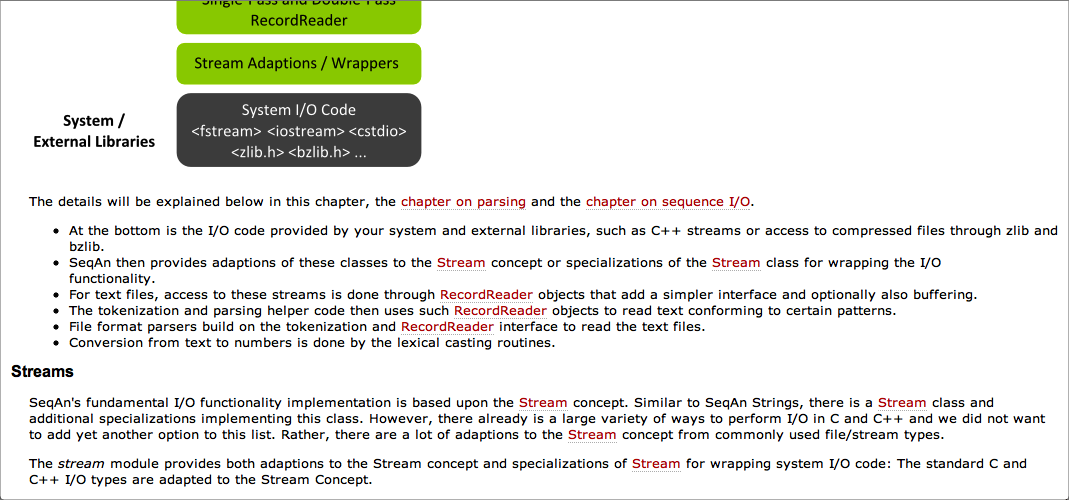 Single-Pass and Double-Pass
RecordReader
Stream Adaptions / Wrappers
System /
External Libraries
System I/O Code
<fstream> <iostream> <cstdio>
<zlib.h> <bzlib.h> ...
The details will be explained below in this chapter, the chapter on parsing and the chapter on sequence I/O.
• At the bottom is the I/O code provided by your system and external libraries, such as C++ streams or access to compressed files through zlib and
bzlib.
• SeqAn then provides adaptions of these classes to the Stream concept or specializations of the Stream class for wrapping the I/O
functionality.
• For text files, access to these streams is done through RecordReader objects that add a simpler interface and optionally also buffering.
• The tokenization and parsing helper code then uses such RecordReader objects to read text conforming to certain patterns.
• File format parsers build on the tokenization and RecordReader interface to read the text files.
• Conversion from text to numbers is done by the lexical casting routines.
Streams
SeqAn's fundamental I/O functionality implementation is based upon the Stream concept. Similar to SeqAn Strings, there is a Stream class and
additional specializations implementing this class. However, there already is a large variety of ways to perform I/O in C and C++ and we did not want
to add yet another option to this list. Rather, there are a lot of adaptions to the Stream concept from commonly used file/stream types.
The stream module provides both adaptions to the Stream concept and specializations of Stream for wrapping system I/O code: The standard C and
C++ I/O types are adapted to the Stream Concept.